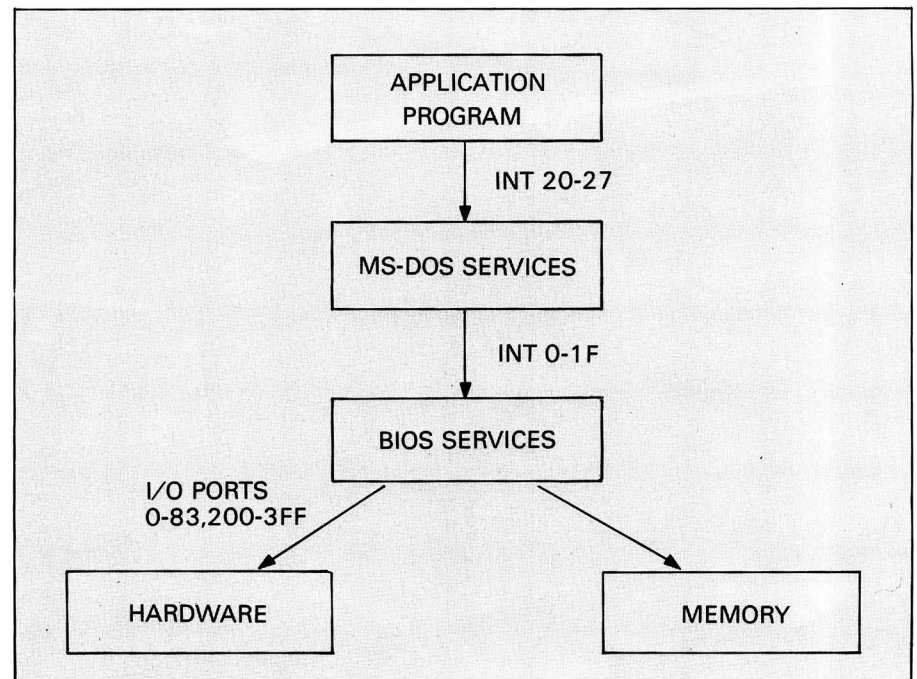 APPLICATION
PROGRAM
INT 20-27
MS-DOS SERVICES
INT 0-1F
BIOS SERVICES
I/O PORTS
0-83,200-3FF
HARDWARE
MEMORY